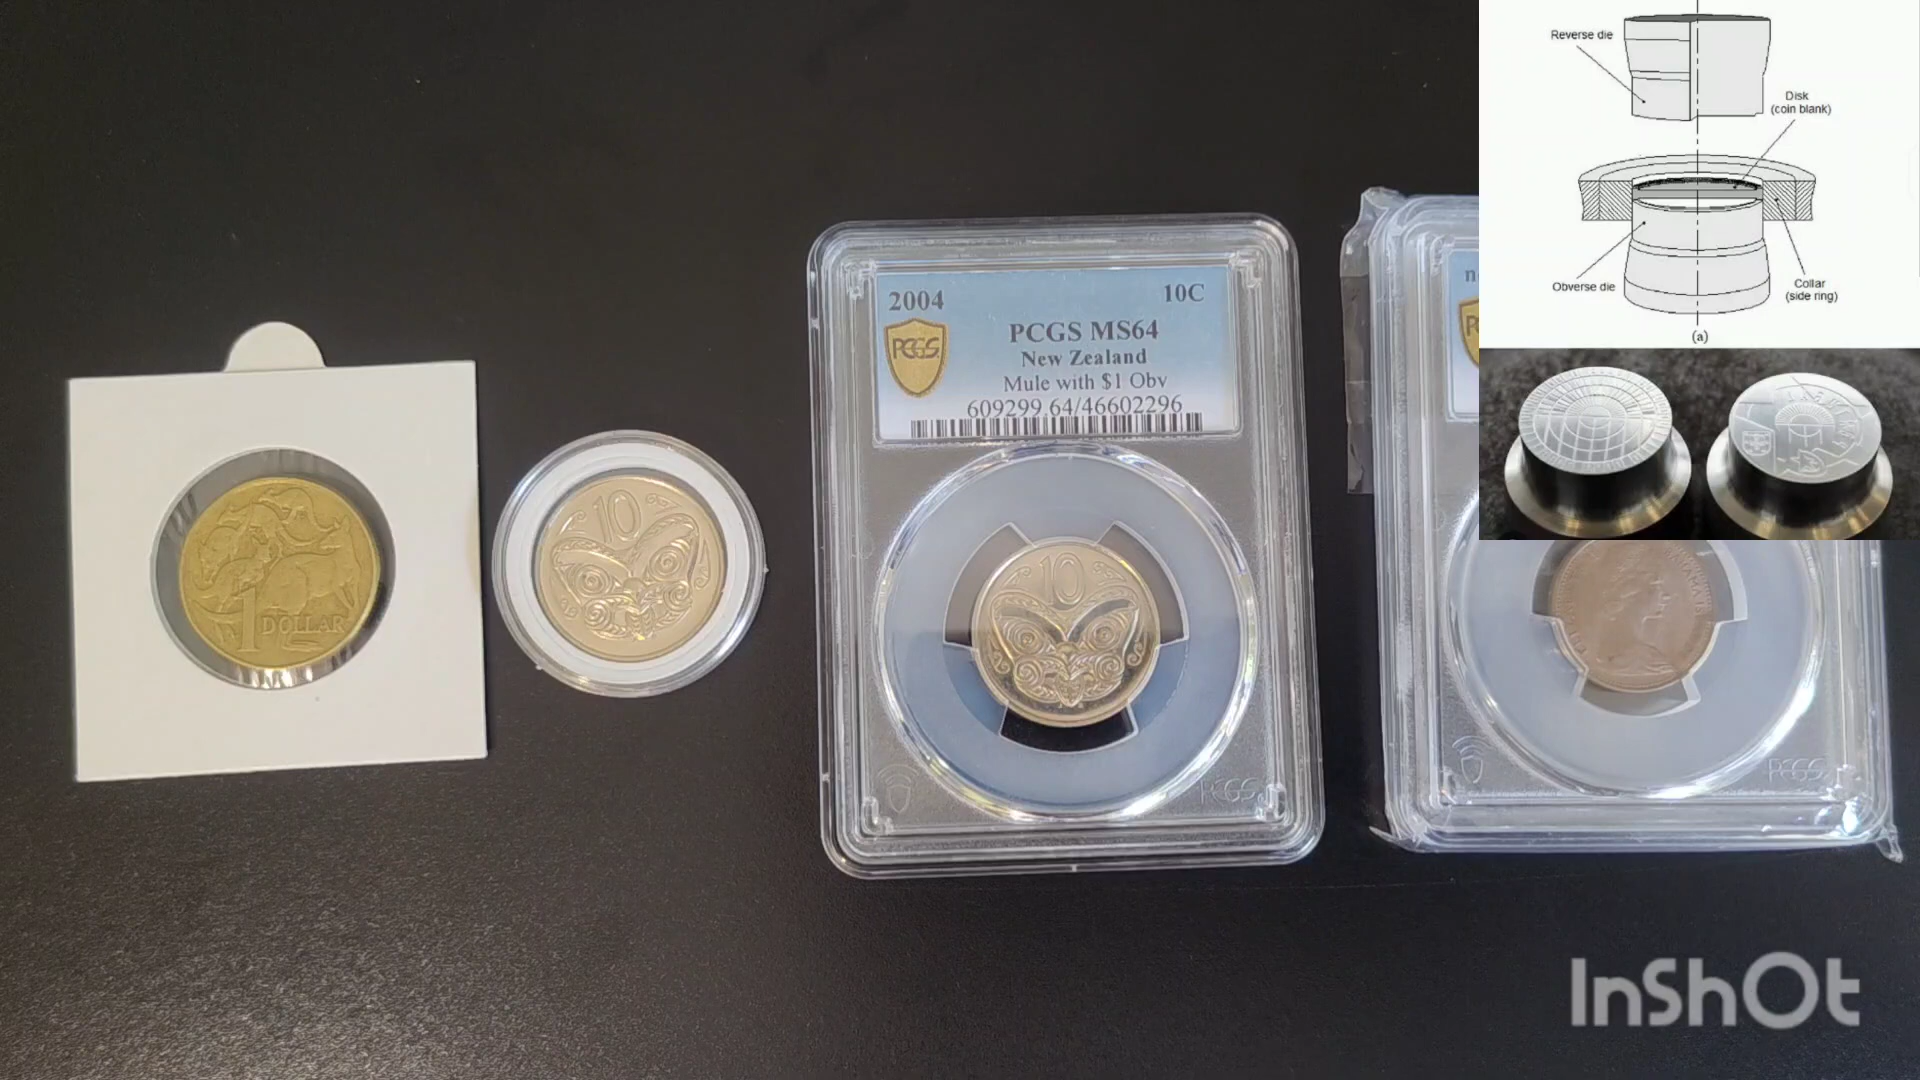 Reverse die
Disk
(coin blank)
Obverse die
Collar
(side ring)
(a)
2004
10C
PCGS
PCGS MS64
New Zealand
Mule with $1 Obv
609299.64/46602296
1 DOLLAR
10
10
PCGS
PCGS
InShOt